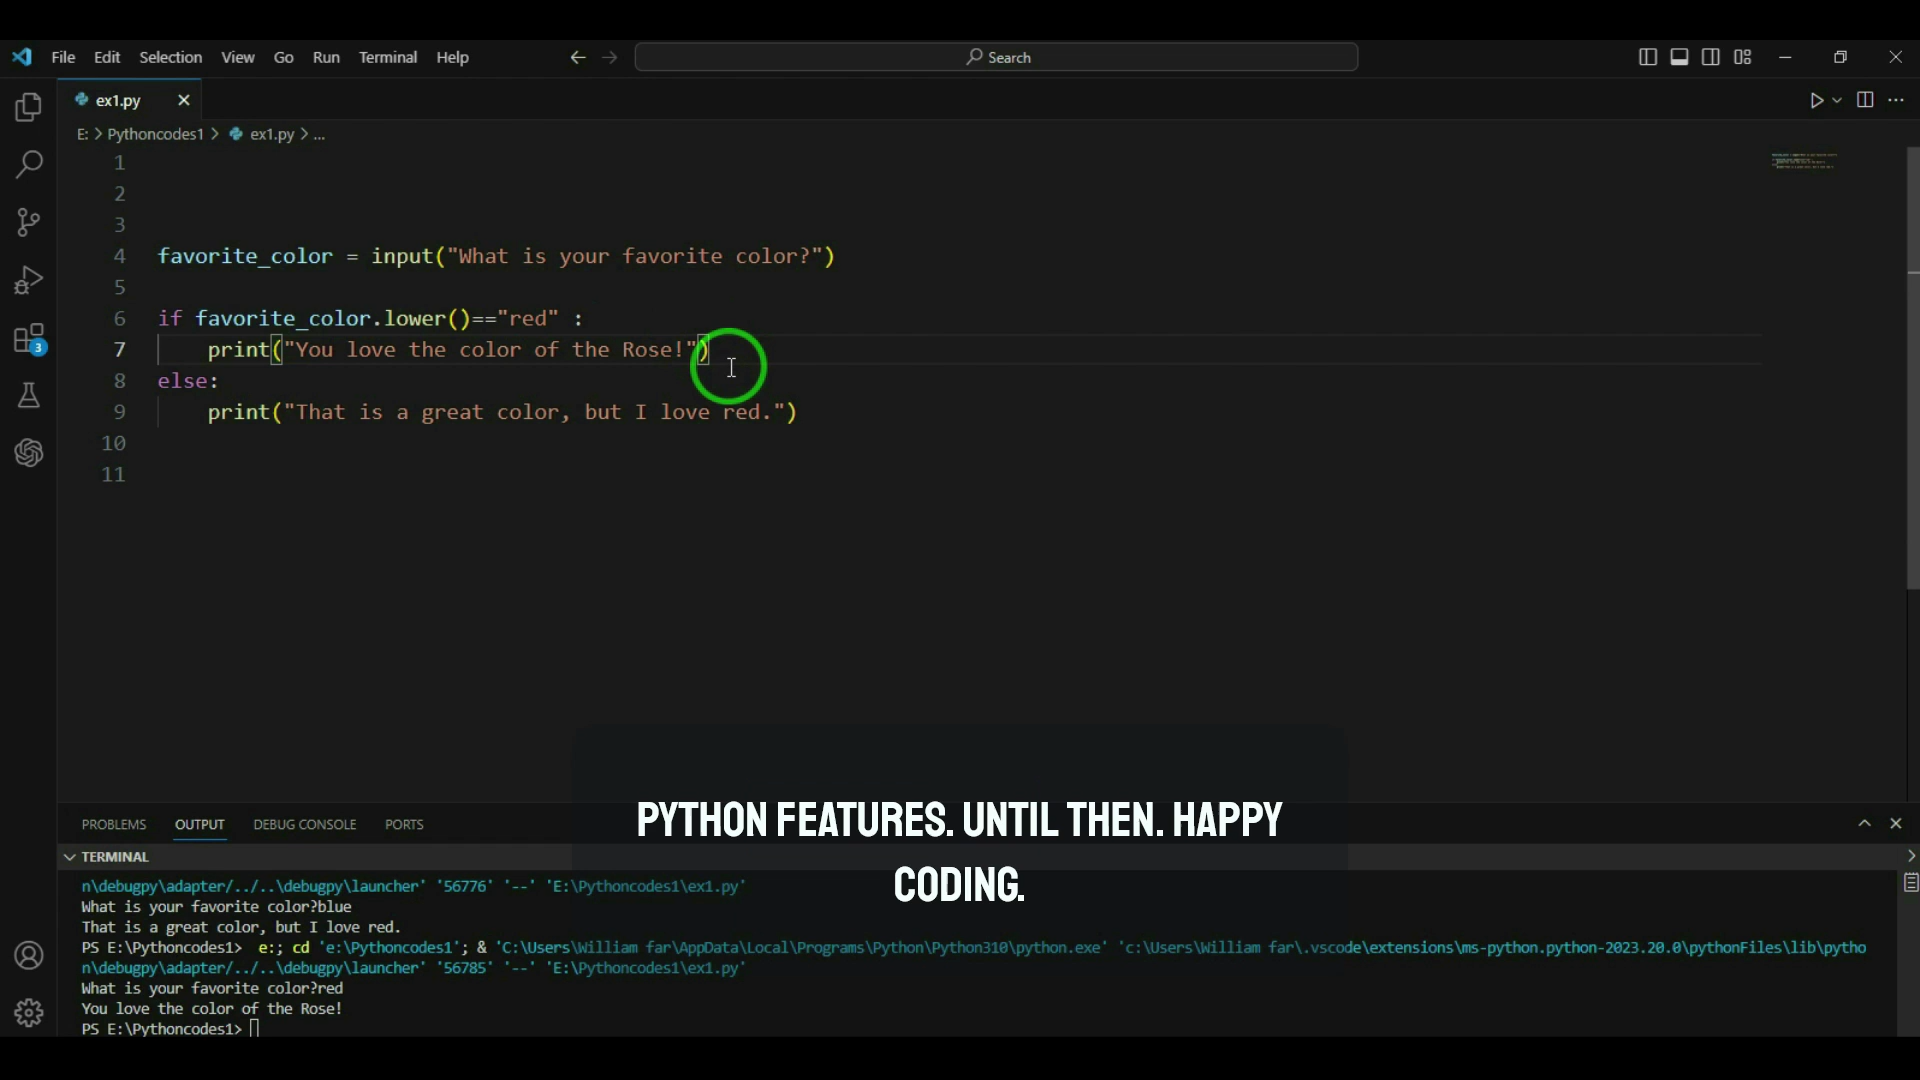 File Edit Selection View Go Run Terminal Help
Search
ex1.py
E: > Pythoncodes1 > ex1.py > ...
1
2
3
4 favorite_color = input("What is your favorite color?")
5
6 if favorite_color.lower()=="red" :
7 print("You love the color of the Rose!")
8 else:
9 print("That is a great color, but I love red.")
10
11
3
PYTHON FEATURES. UNTIL THEN. HAPPY
CODING.
PROBLEMS OUTPUT DEBUG CONSOLE PORTS
TERMINAL
n\debugpy\adapter/../..\debugpy\launcher' '56776' '--' 'E:\Pythoncodes1\ex1.py'
What is your favorite color?blue
That is a great color, but I love red.
PS E:\Pythoncodes1> e:; cd 'e:\Pythoncodes1'; & 'C:\Users\William far\AppData\Local\Programs\Python\Python310\python.exe' 'c:\Users\William far\.vscode\extensions\ms-python.python-2023.20.0\pythonFiles\lib\pytho
n\debugpy\adapter/../..\debugpy\launcher' '56785' '--' 'E:\Pythoncodes1\ex1.py'
What is your favorite color?red
You love the color of the Rose!
PS E:\Pythoncodes1>